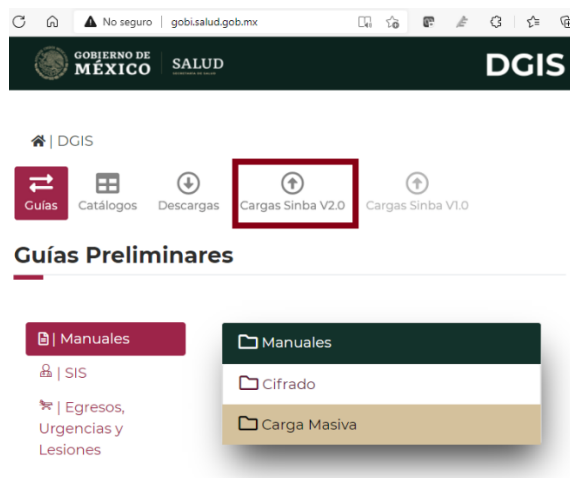 No seguro | gobi.salud.gob.mx
GOBIERNO DE MÉXICO SALUD DGIS
| DGIS
Guías Catálogos Descargas Cargas Sinba V2.0 Cargas Sinba V1.0
Guías Preliminares
| Manuales
| SIS
| Egresos,
Urgencias y
Lesiones
Manuales
Cifrado
Carga Masiva